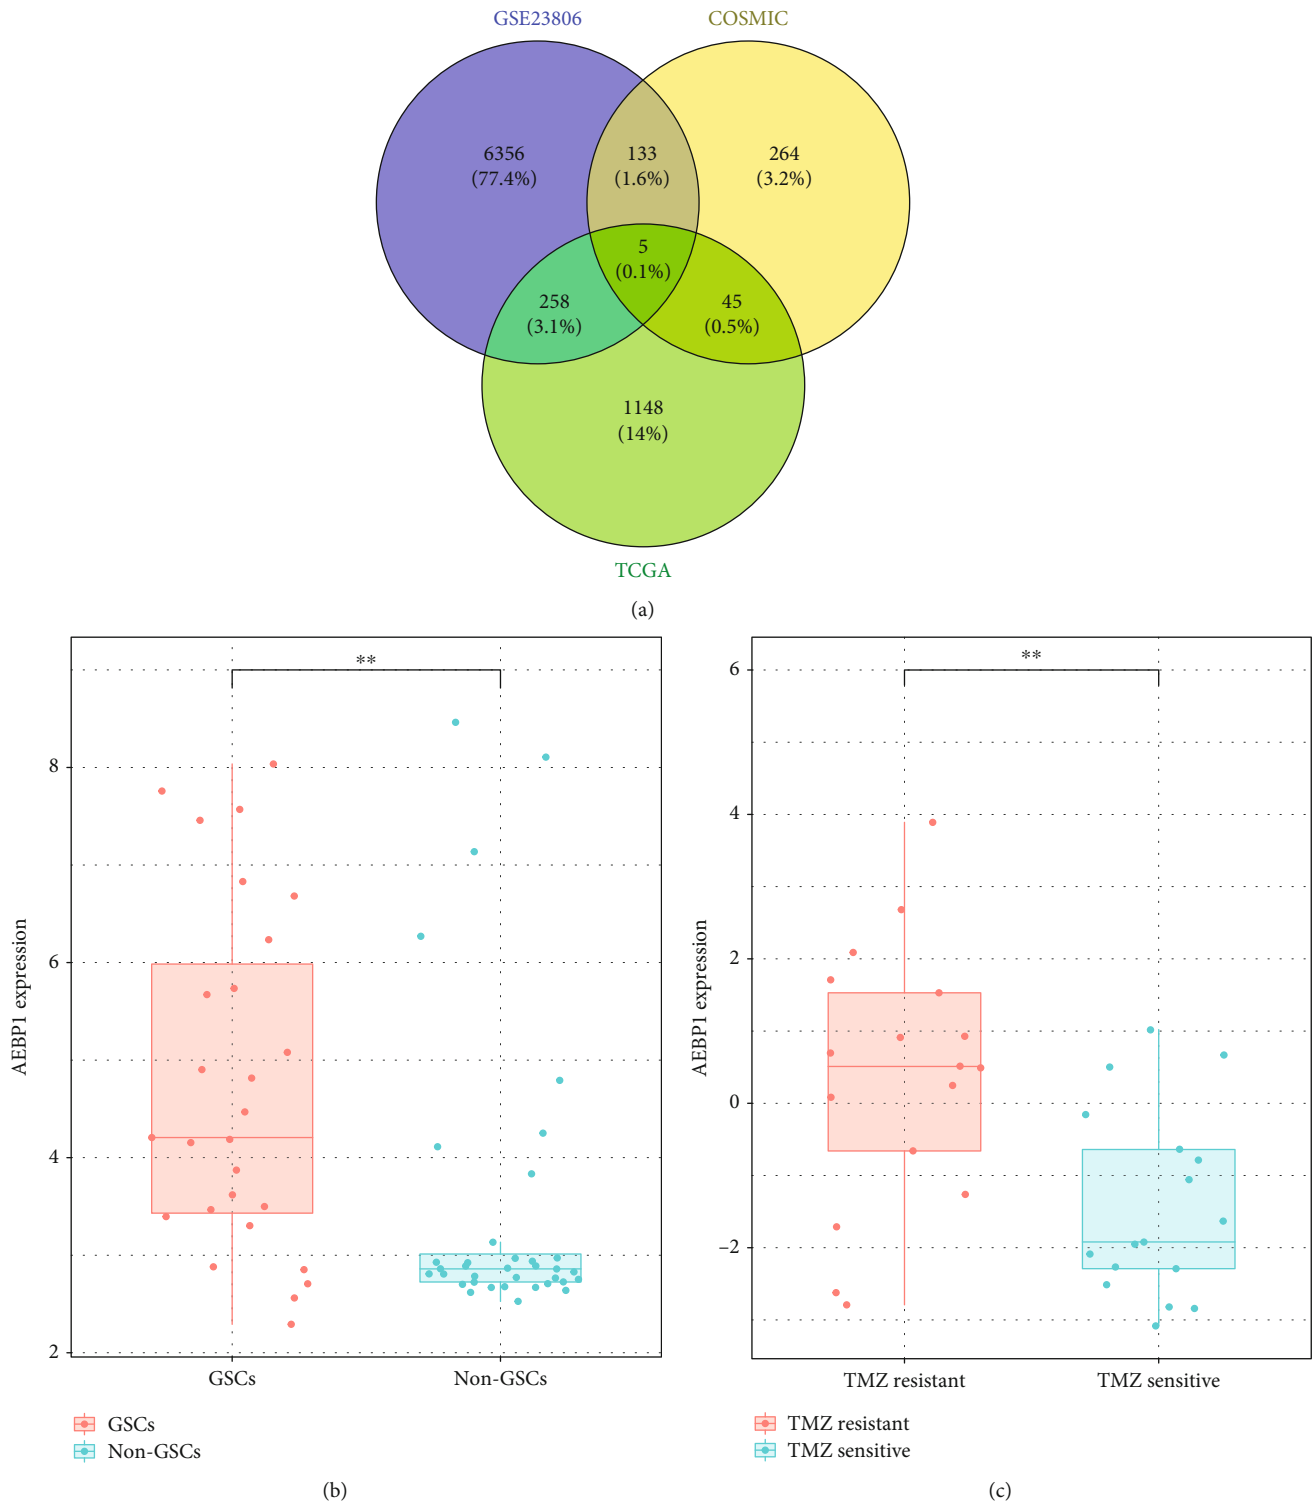 GSE23806
COSMIC
6356
(77.4%)
133
(1.6%)
264
(3.2%)
5
(0.1%)
258
(3.1%)
45
(0.5%)
1148
(14%)
TCGA
(a)
**
8
6
4
2
AEBP1 expression
GSCs
Non-GSCs
GSCs
Non-GSCs
(b)
**
6
4
2
0
−2
AEBP1 expression
TMZ resistant
TMZ sensitive
TMZ resistant
TMZ sensitive
(c)